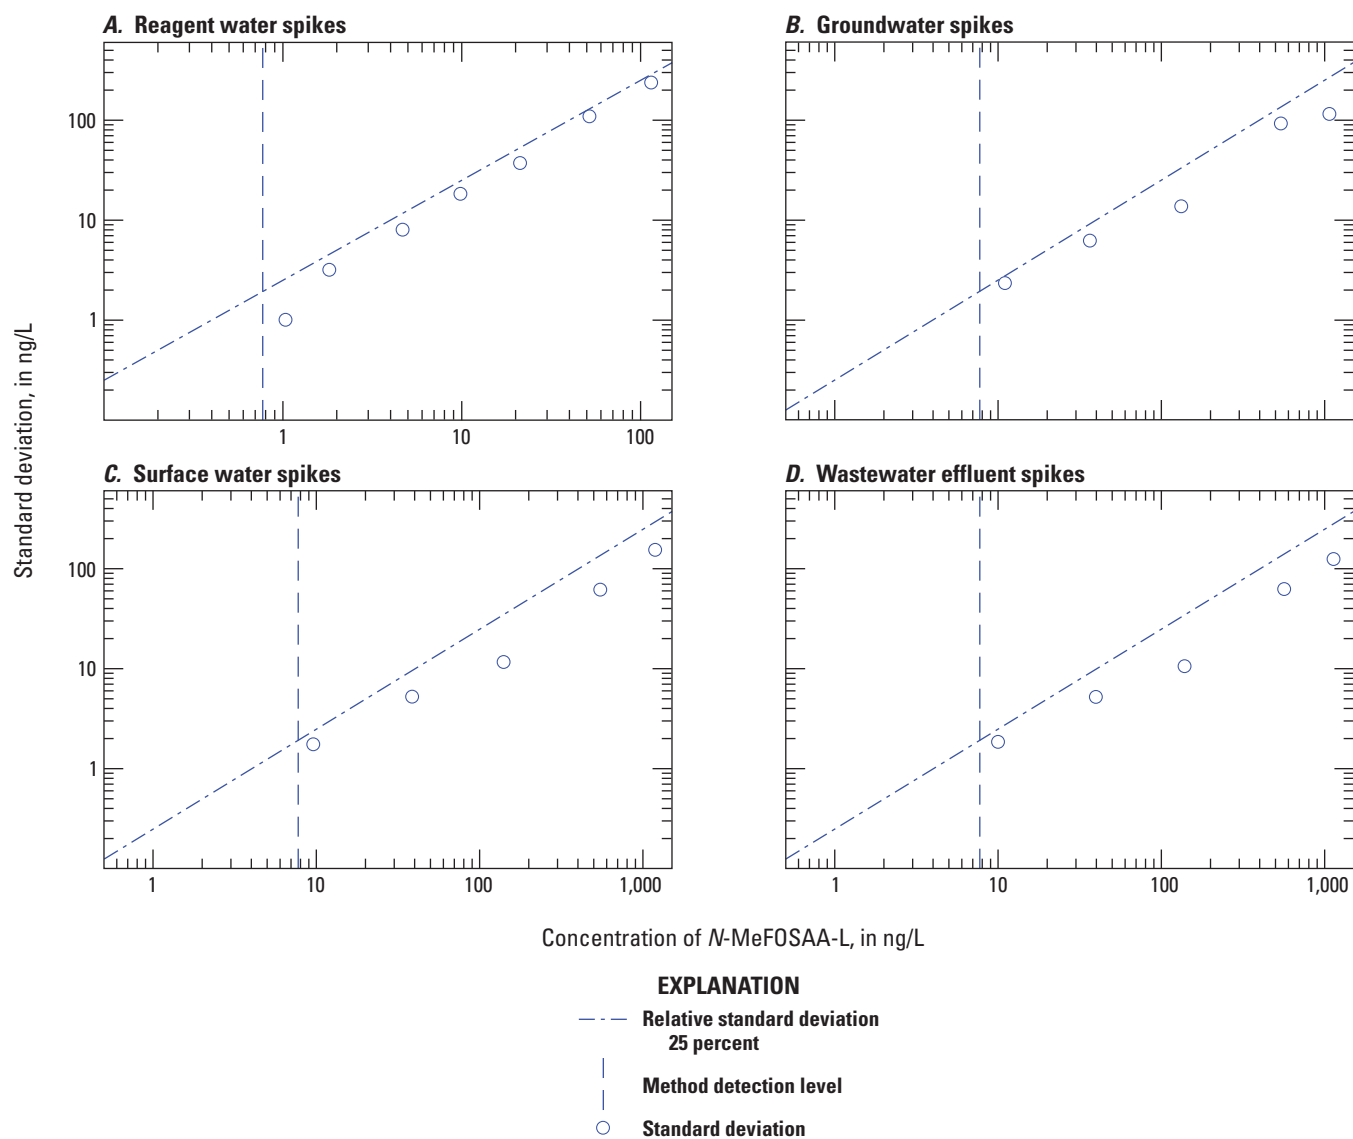 A. Reagent water spikes
B. Groundwater spikes
100
10
1
1 10 100
C. Surface water spikes
D. Wastewater effluent spikes
100
10
1
1 10 100 1,000
1 10 100 1,000
Standard deviation, in ng/L
Concentration of N-MeFOSAA-L, in ng/L
EXPLANATION
Relative standard deviation
25 percent
Method detection level
Standard deviation